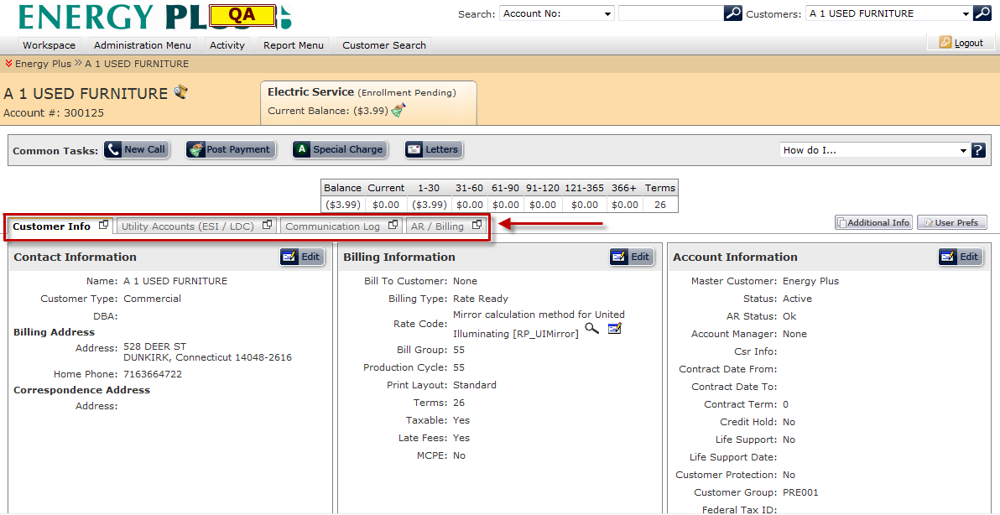 ENERGY PL QA
Search: Account No: Customers: A 1 USED FURNITURE
Workspace Administration Menu Activity Report Menu Customer Search Logout
Energy Plus » A 1 USED FURNITURE
A 1 USED FURNITURE
Account #: 300125
Electric Service (Enrollment Pending)
Current Balance: ($3.99)
Common Tasks: New Call Post Payment A Special Charge Letters How do I... ?
Balance Current 1-30 31-60 61-90 91-120 121-365 366+ Terms
($3.99) $0.00 ($3.99) $0.00 $0.00 $0.00 $0.00 $0.00 26
Customer Info Utility Accounts (ESI / LDC) Communication Log AR / Billing Additional Info User Prefs
Contact Information Edit
Name: A 1 USED FURNITURE
Customer Type: Commercial
DBA:
Billing Address
Address: 528 DEER ST
DUNKIRK, Connecticut 14048-2616
Home Phone: 7163664722
Correspondence Address
Address:
Billing Information Edit
Bill To Customer: None
Billing Type: Rate Ready
Rate Code: Mirror calculation method for United
Illuminating [RP_UIMirror]
Bill Group: 55
Production Cycle: 55
Print Layout: Standard
Terms: 26
Taxable: Yes
Late Fees: Yes
MCPE: No
Account Information Edit
Master Customer: Energy Plus
Status: Active
AR Status: Ok
Account Manager: None
Csr Info:
Contract Date From:
Contract Date To:
Contract Term: 0
Credit Hold: No
Life Support: No
Life Support Date:
Customer Protection: No
Customer Group: PRE001
Federal Tax ID: